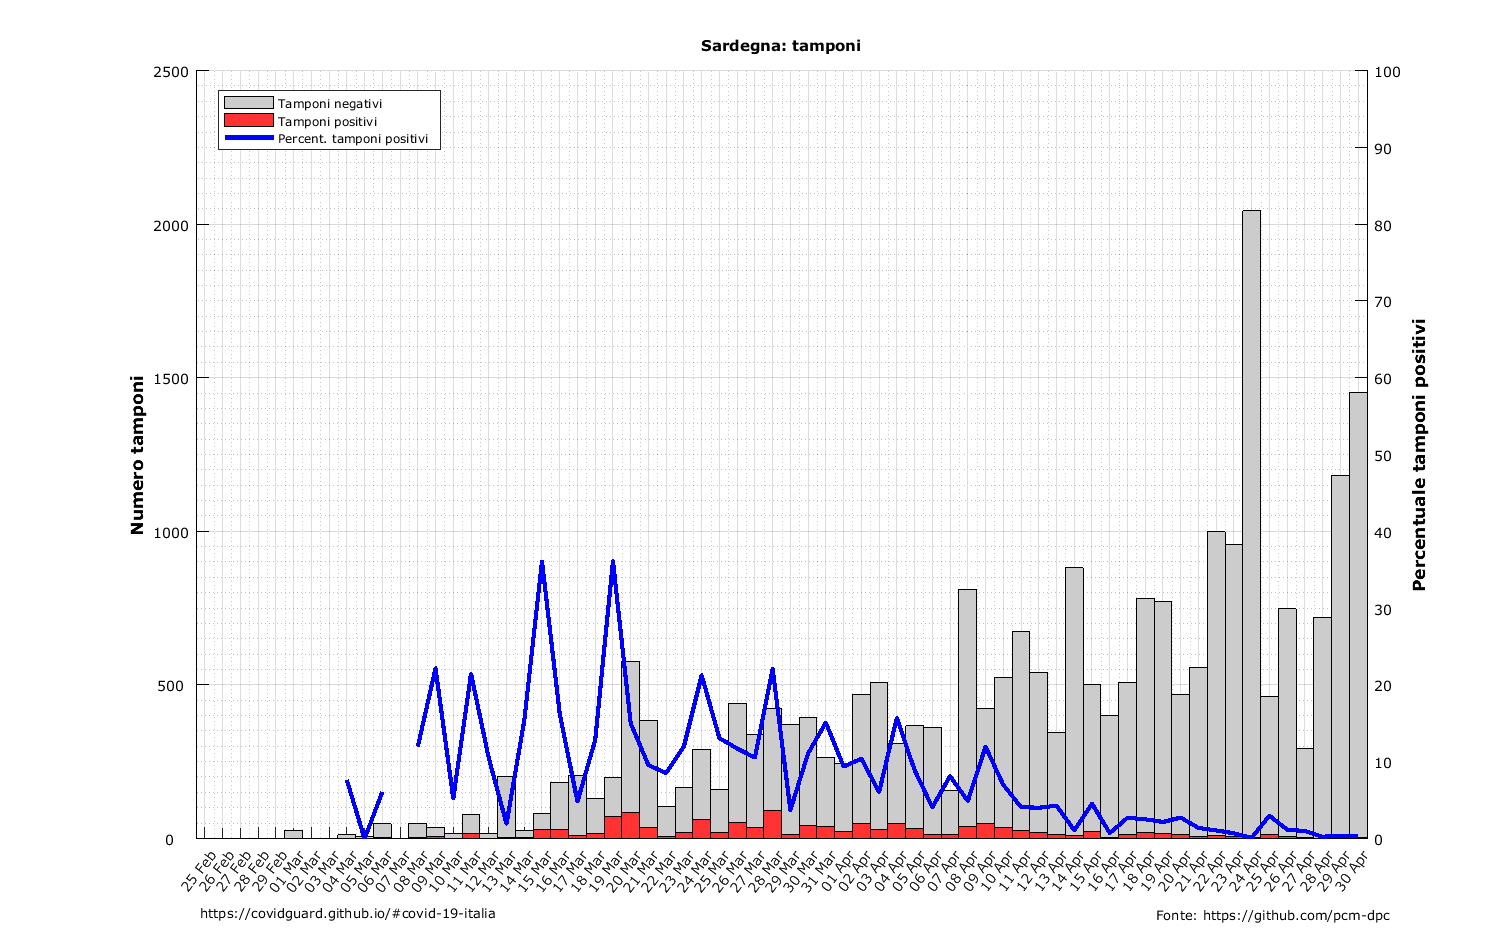 Sardegna: tamponi
2500
2000
1500
1000
500
0
Numero tamponi
Tamponi negativi
Tamponi positivi
Percent. tamponi positivi
100
90
80
70
60
50
40
30
20
10
0
Percentuale tamponi positivi
25 Feb
26 Feb
27 Feb
28 Feb
29 Feb
01 Mar
02 Mar
03 Mar
04 Mar
05 Mar
06 Mar
07 Mar
08 Mar
09 Mar
10 Mar
11 Mar
12 Mar
13 Mar
14 Mar
15 Mar
16 Mar
17 Mar
18 Mar
19 Mar
20 Mar
21 Mar
22 Mar
23 Mar
24 Mar
25 Mar
26 Mar
27 Mar
28 Mar
29 Mar
30 Mar
31 Mar
01 Apr
02 Apr
03 Apr
04 Apr
05 Apr
06 Apr
07 Apr
08 Apr
09 Apr
10 Apr
11 Apr
12 Apr
13 Apr
14 Apr
15 Apr
16 Apr
17 Apr
18 Apr
19 Apr
20 Apr
21 Apr
22 Apr
23 Apr
24 Apr
25 Apr
26 Apr
27 Apr
28 Apr
29 Apr
30 Apr
https://covidguard.github.io/#covid-19-italia
Fonte: https://github.com/pcm-dpc